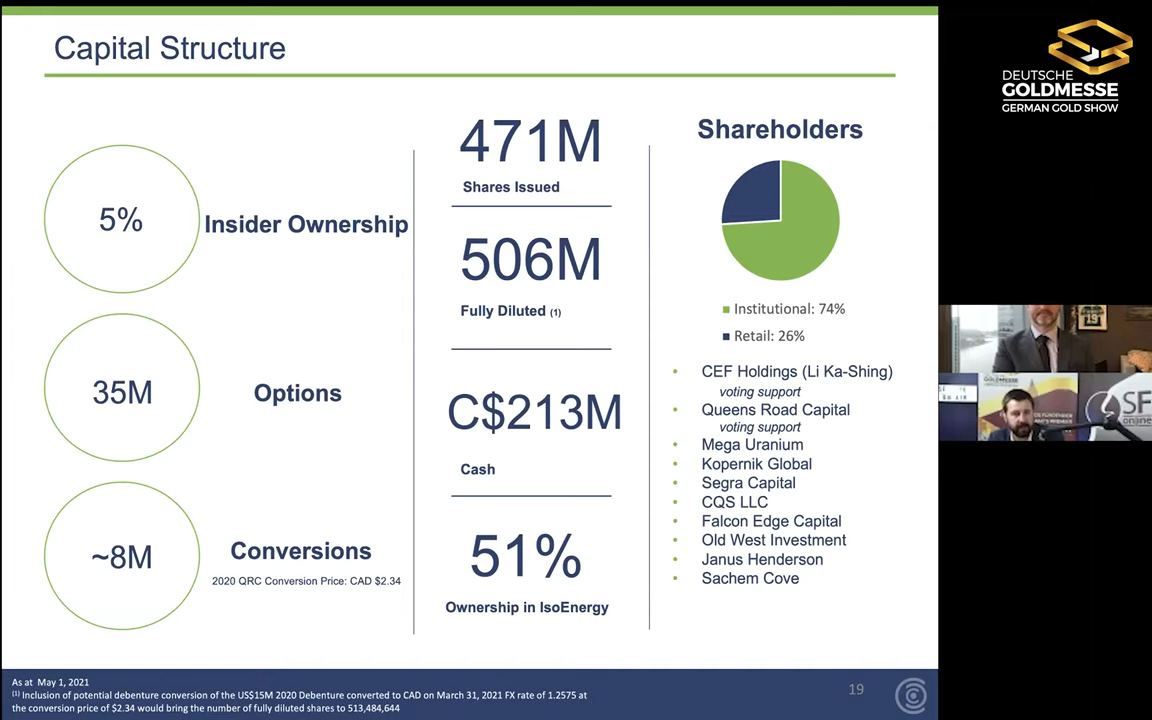 Capital Structure
5%
Insider Ownership
35M
Options
~8M
Conversions
2020 QRC Conversion Price: CAD $2.34
471M
Shares Issued
506M
Fully Diluted (1)
C$213M
Cash
51%
Ownership in IsoEnergy
Shareholders
Institutional: 74%
Retail: 26%
CEF Holdings (Li Ka-Shing)
voting support
Queens Road Capital
voting support
Mega Uranium
Kopernik Global
Segra Capital
CQS LLC
Falcon Edge Capital
Old West Investment
Janus Henderson
Sachem Cove
As at May 1, 2021
(1) Inclusion of potential debenture conversion of the US$15M 2020 Debenture converted to CAD on March 31, 2021 FX rate of 1.2575 at
the conversion price of $2.34 would bring the number of fully diluted shares to 513,484,644
19
DEUTSCHE
GOLDMESSE
GERMAN GOLD SHOW
19
GOLDMESSE
SF
online